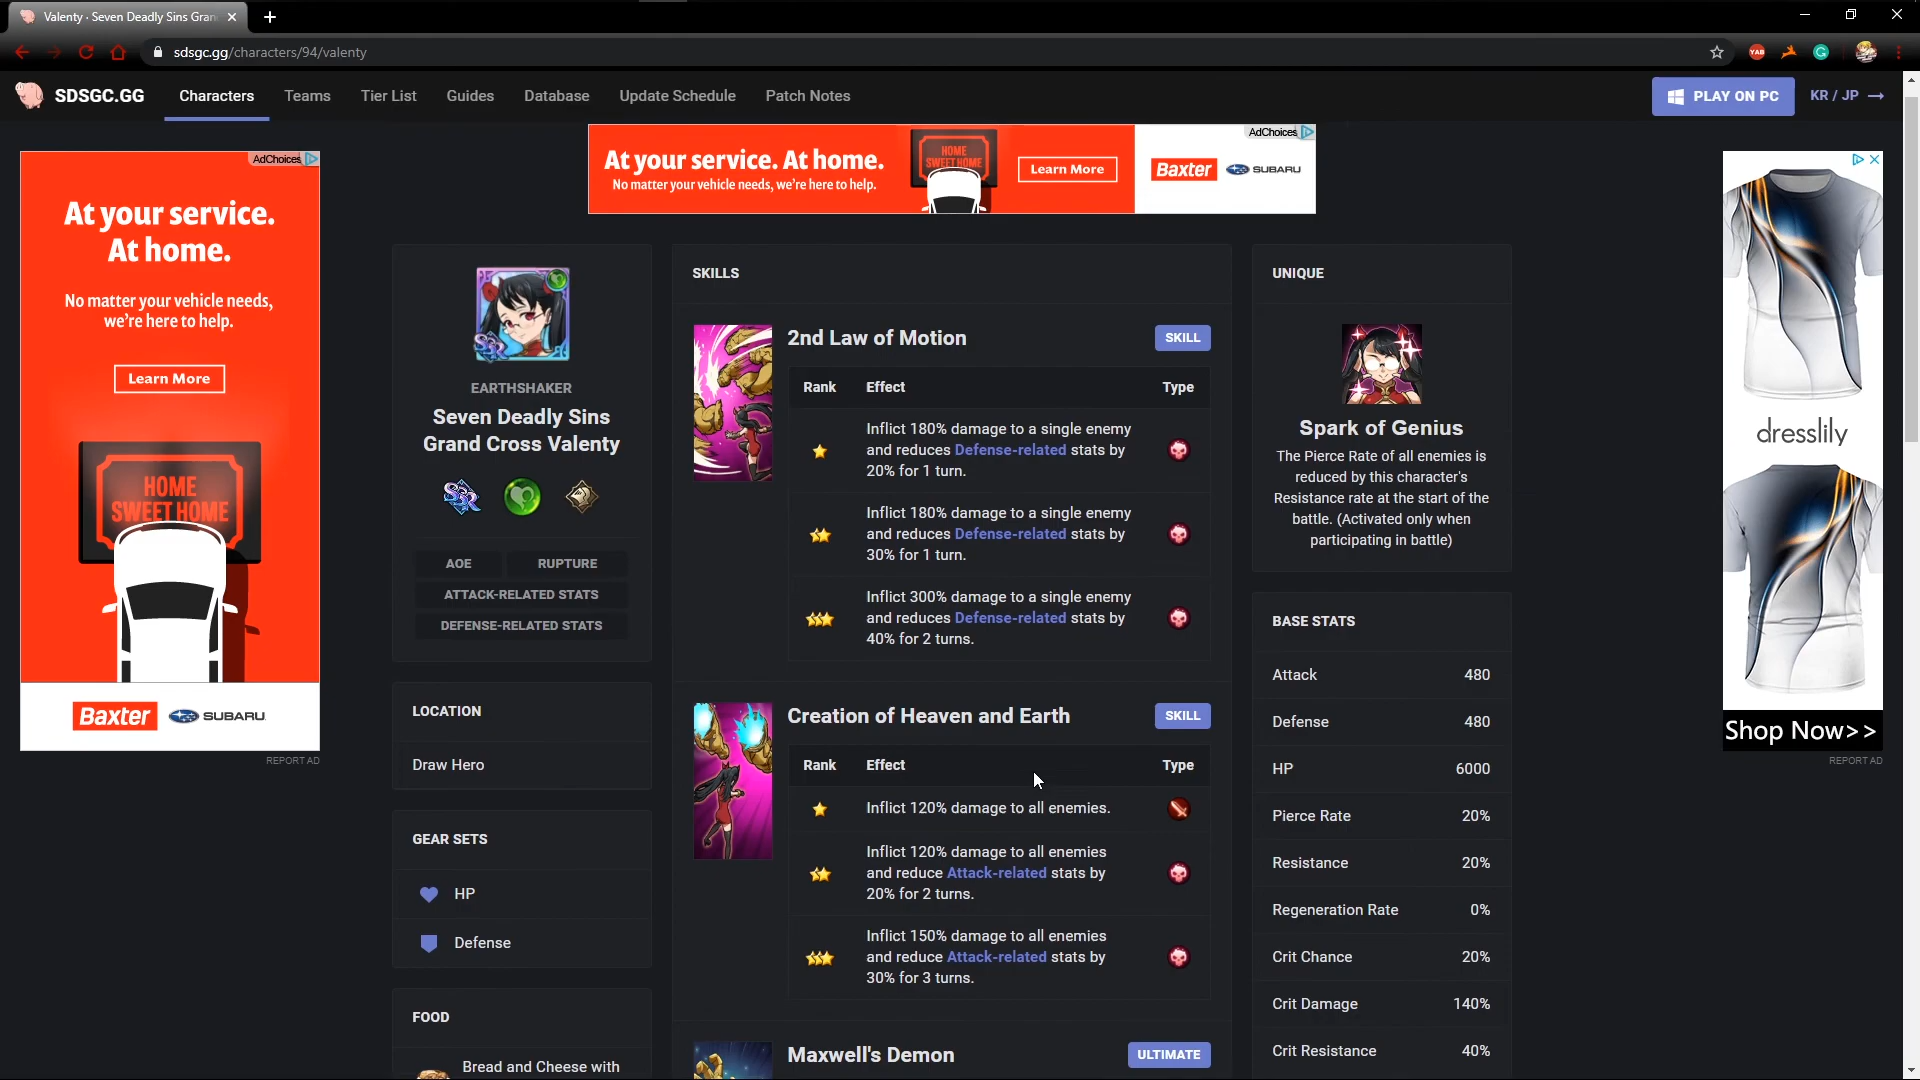 Valenty · Seven Deadly Sins Gran
sdsgc.gg/characters/94/valenty
SDSGC.GG
Characters
Teams
Tier List
Guides
Database
Update Schedule
Patch Notes
PLAY ON PC
KR / JP →
AdChoices
At your service. At home.
No matter your vehicle needs, we're here to help.
HOME
SWEET HOME
Learn More
Baxter
SUBARU
AdChoices
At your service.
At home.
No matter your vehicle needs,
we're here to help.
Learn More
HOME
SWEET HOME
Baxter
SUBARU
REPORT AD
SSR
EARTHSHAKER
Seven Deadly Sins
Grand Cross Valenty
SSR
AOE
RUPTURE
ATTACK-RELATED STATS
DEFENSE-RELATED STATS
LOCATION
Draw Hero
GEAR SETS
HP
Defense
FOOD
Bread and Cheese with
SKILLS
2nd Law of Motion
SKILL
Rank Effect Type
Inflict 180% damage to a single enemy
and reduces Defense-related stats by
20% for 1 turn.
Inflict 180% damage to a single enemy
and reduces Defense-related stats by
30% for 1 turn.
Inflict 300% damage to a single enemy
and reduces Defense-related stats by
40% for 2 turns.
Creation of Heaven and Earth
SKILL
Rank Effect Type
Inflict 120% damage to all enemies.
Inflict 120% damage to all enemies
and reduce Attack-related stats by
20% for 2 turns.
Inflict 150% damage to all enemies
and reduce Attack-related stats by
30% for 3 turns.
Maxwell's Demon
ULTIMATE
UNIQUE
Spark of Genius
The Pierce Rate of all enemies is
reduced by this character's
Resistance rate at the start of the
battle. (Activated only when
participating in battle)
BASE STATS
Attack 480
Defense 480
HP 6000
Pierce Rate 20%
Resistance 20%
Regeneration Rate 0%
Crit Chance 20%
Crit Damage 140%
Crit Resistance 40%
dresslily
Shop Now>>
REPORT AD